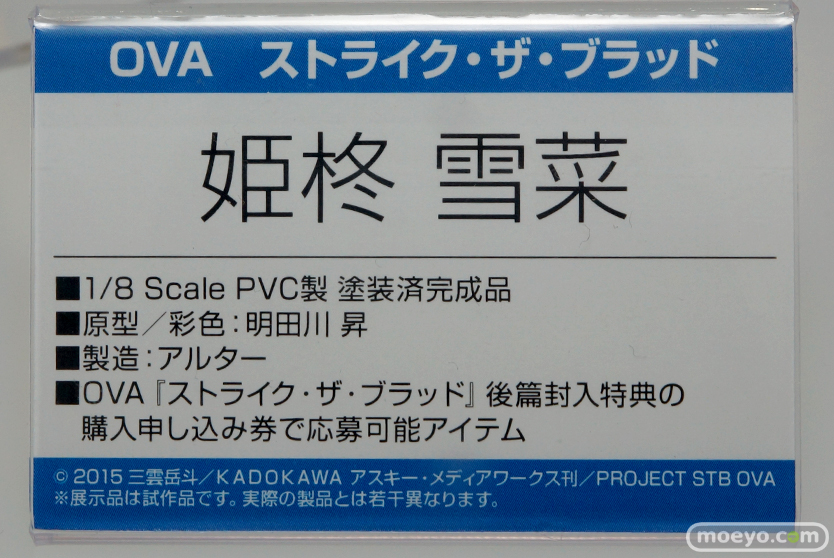 OVA ストライク・ザ・ブラッド
姫柊 雪菜
■1/8 Scale PVC製 塗装済完成品
■原型／彩色：明田川 昇
■製造：アルター
■OVA『ストライク・ザ・ブラッド』後篇封入特典の
購入申し込み券で応募可能アイテム
© 2015 三雲岳斗／KADOKAWA アスキー・メディアワークス刊／PROJECT STB OVA
※展示品は試作品です。実際の製品とは若干異なります。
moeyo.com